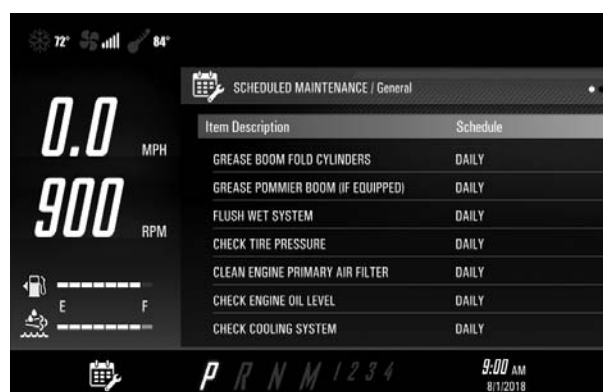 72° 84°
SCHEDULED MAINTENANCE / General
Item Description Schedule
0.0 MPH
GREASE BOOM FOLD CYLINDERS DAILY
GREASE POMMIER BOOM (IF EQUIPPED) DAILY
900 RPM
FLUSH WET SYSTEM DAILY
CHECK TIRE PRESSURE DAILY
CLEAN ENGINE PRIMARY AIR FILTER DAILY
E F
CHECK ENGINE OIL LEVEL DAILY
CHECK COOLING SYSTEM DAILY
P R N M 1 2 3 4
9:00 AM
8/1/2018